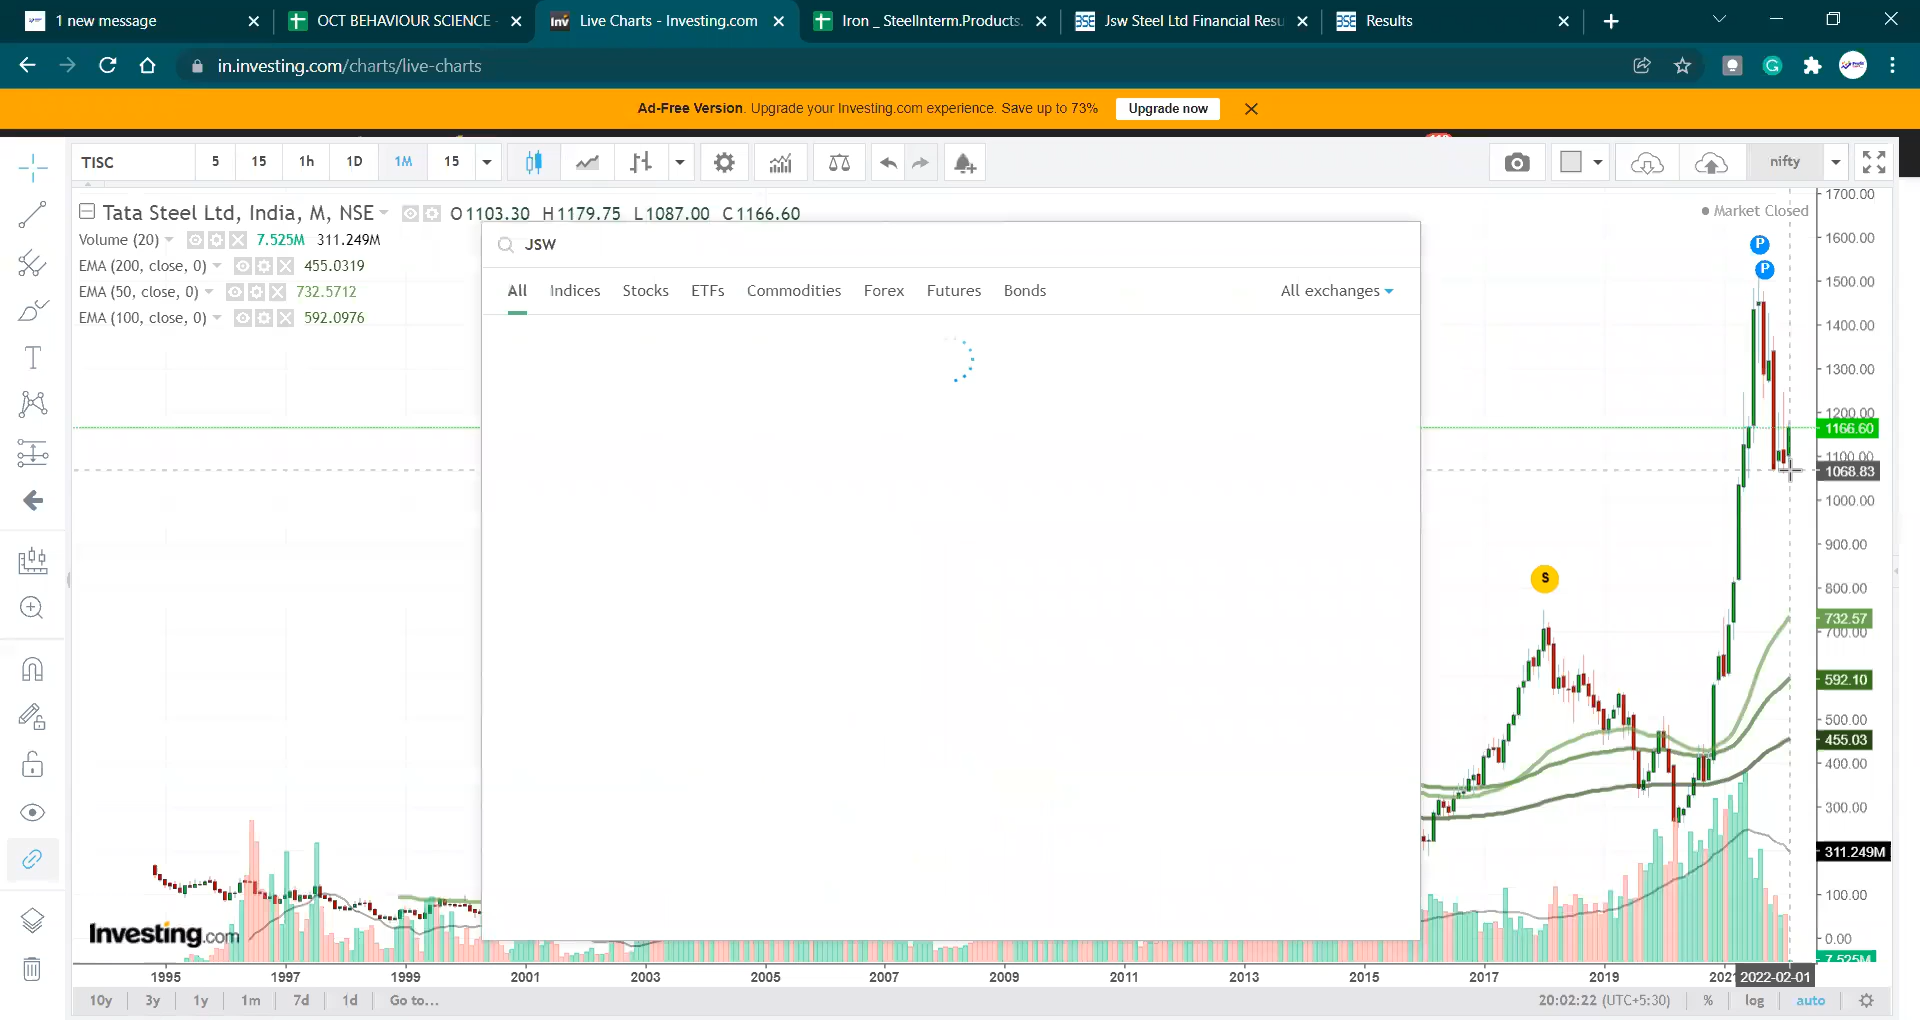 1 new message
OCT BEHAVIOUR SCIENCE -
Live Charts - Investing.com
Iron _ SteelInterm.Products.
Jsw Steel Ltd Financial Resu
Results
in.investing.com/charts/live-charts
Ad-Free Version. Upgrade your Investing.com experience. Save up to 73%
Upgrade now
TISC
5
15
1h
1D
1M
15
nifty
Tata Steel Ltd, India, M, NSE
O1103.30 H1179.75 L1087.00 C1166.60
Market Closed
Volume (20)
7.525M 311.249M
EMA (200, close, 0)
455.0319
EMA (50, close, 0)
732.5712
EMA (100, close, 0)
592.0976
JSW
All
Indices
Stocks
ETFs
Commodities
Forex
Futures
Bonds
All exchanges
P
P
S
1700.00
1600.00
1500.00
1400.00
1300.00
1200.00
1166.60
1100.00
1068.83
1000.00
900.00
800.00
732.57
700.00
592.10
500.00
455.03
400.00
300.00
311.249M
100.00
0.00
7.525M
Investing.com
1995
1997
1999
2001
2003
2005
2007
2009
2011
2013
2015
2017
2019
2022-02-01
10y
3y
1y
1m
7d
1d
Go to...
20:02:22 (UTC+5:30)
%
log
auto